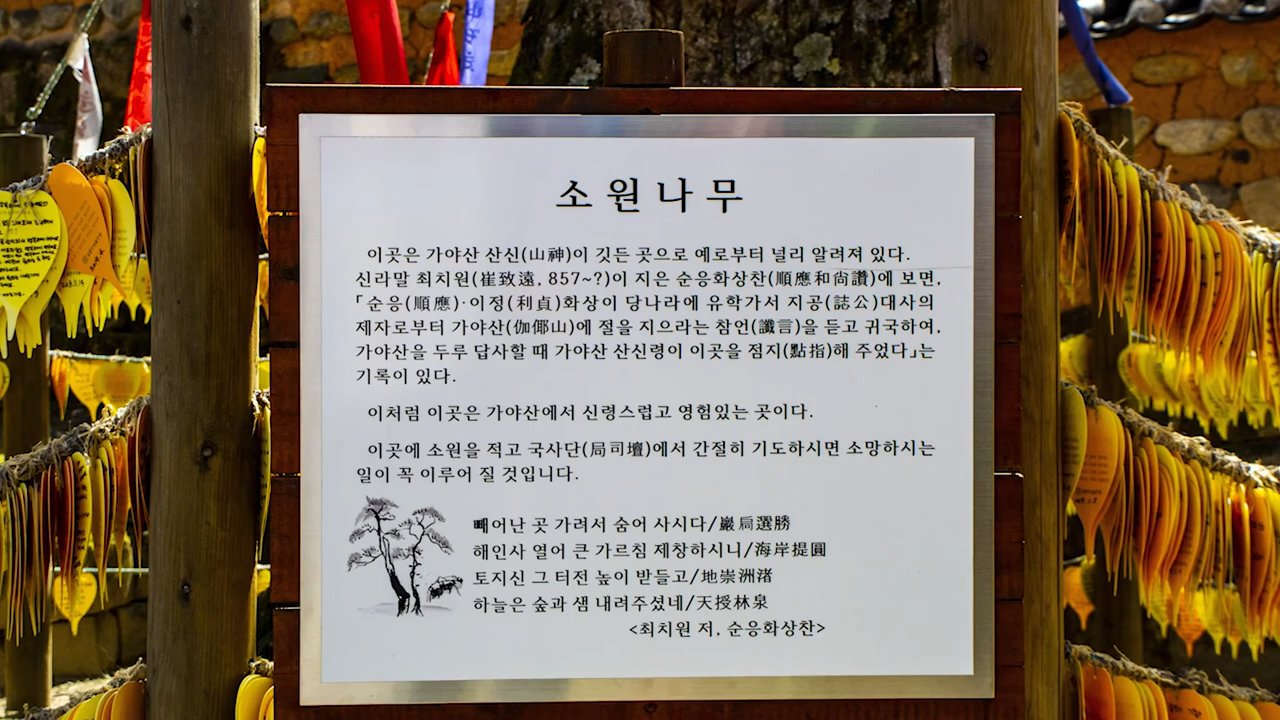 소원나무
이곳은 가야산 산신(山神)이 깃든 곳으로 예로부터 널리 알려져 있다.
신라말 최치원(崔致遠, 857~?)이 지은 순응화상찬(順應和尙讚)에 보면,
「순응(順應)·이정(利貞)화상이 당나라에 유학가서 지공(誌公)대사의
제자로부터 가야산(伽倻山)에 절을 지으라는 참언(讖言)을 듣고 귀국하여,
가야산을 두루 답사할 때 가야산 산신령이 이곳을 점지(點指)해 주었다」는
기록이 있다.
이처럼 이곳은 가야산에서 신령스럽고 영험있는 곳이다.
이곳에 소원을 적고 국사단(局司壇)에서 간절히 기도하시면 소망하시는
일이 꼭 이루어 질 것입니다.
빼어난 곳 가려서 숨어 사시다/巖扃選勝
해인사 열어 큰 가르침 제창하시니/海岸提圓
토지신 그 터전 높이 받들고/地崇洲渚
하늘은 숲과 샘 내려주셨네/天授林泉
<최치원 저, 순응화상찬>